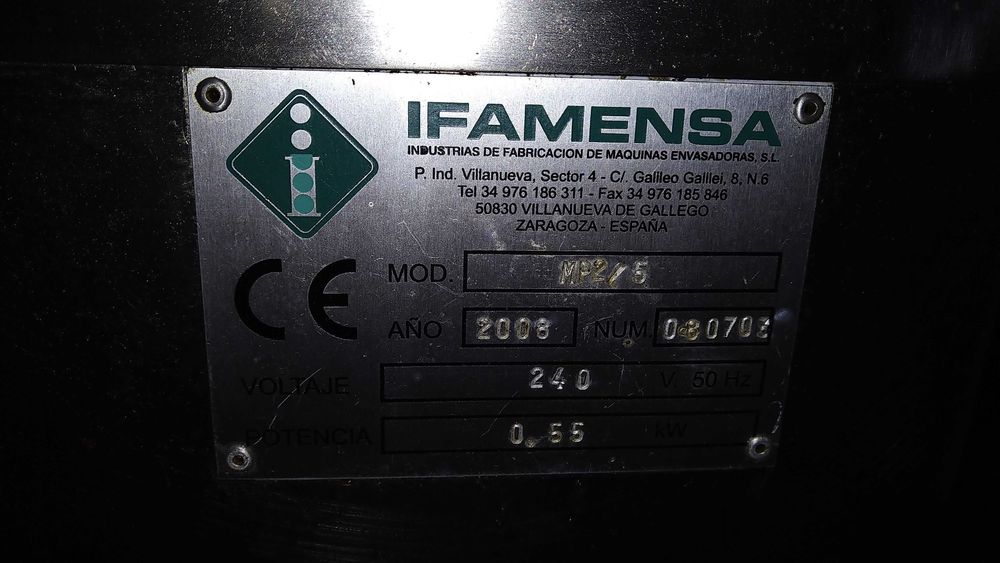 IFAMENSA
INDUSTRIAS DE FABRICACION DE MAQUINAS ENVASADORAS, S.L.
P. Ind. Villanueva, Sector 4 - C/. Galileo Galilei, 8, N.6
Tel 34 976 186 311 - Fax 34 976 185 846
50830 VILLANUEVA DE GALLEGO
ZARAGOZA - ESPAÑA
CE
MOD. MP2/5
AÑO 2008 NUM.
VOLTAJE 240 V. 50 Hz
POTENCIA 0.55 kW